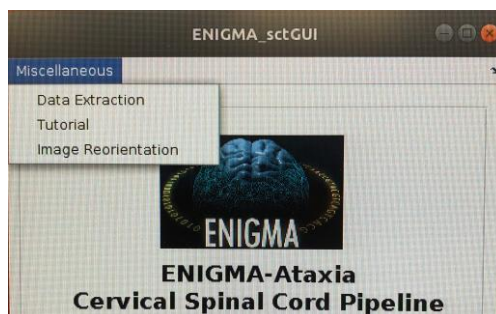 ENIGMA_sctGUI
Miscellaneous
Data Extraction
Tutorial
Image Reorientation
ENIGMA
ENIGMA-Ataxia
Cervical Spinal Cord Pipeline